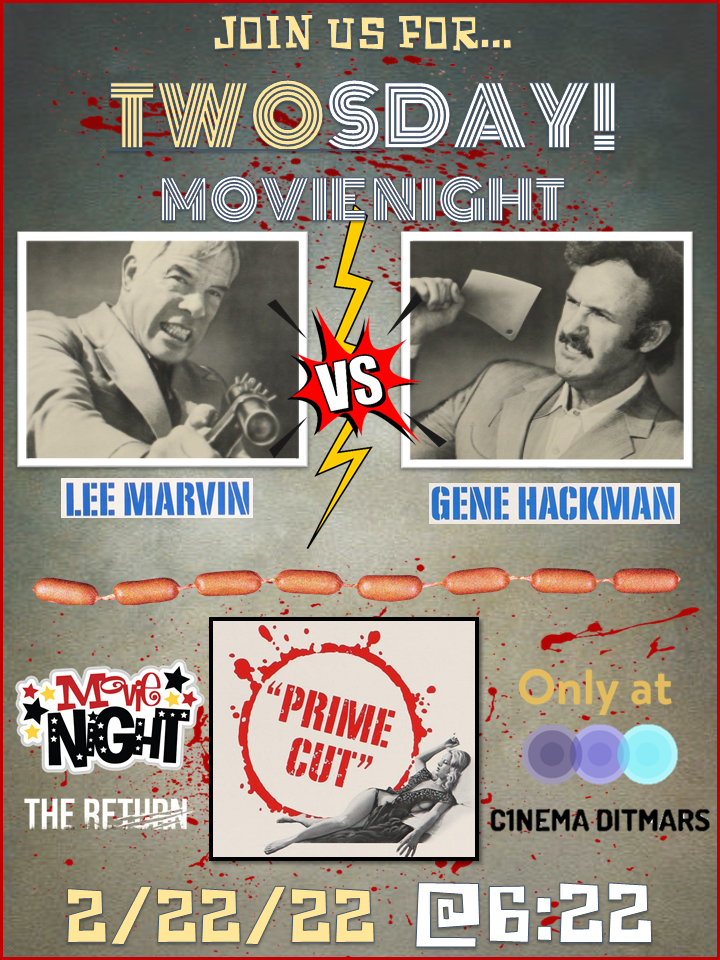 JOIN US FOR...
TWOSDAY!
MOVIENIGHT
VS
LEE MARVIN
GENE HACKMAN
MOVIE
NIGHT
THE RETURN
"PRIME
CUT"
Only at
C1NEMA DITMARS
2/22/22 @6:22